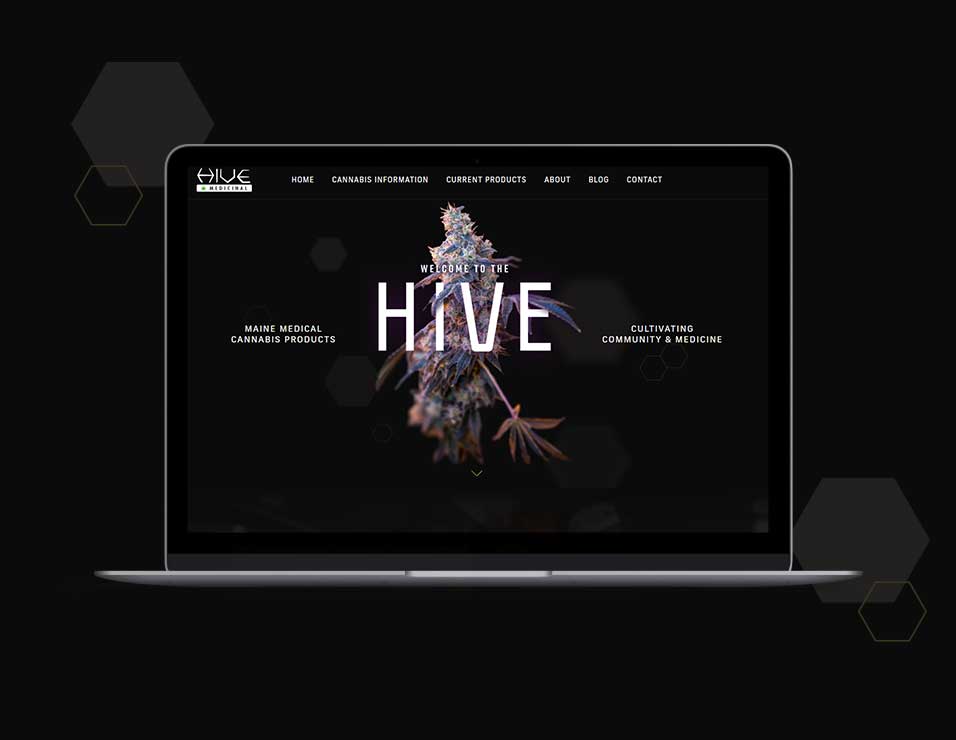 HIVE
MEDICINAL
HOME CANNABIS INFORMATION CURRENT PRODUCTS ABOUT BLOG CONTACT
WELCOME TO THE
HIVE
MAINE MEDICAL
CANNABIS PRODUCTS
CULTIVATING
COMMUNITY & MEDICINE